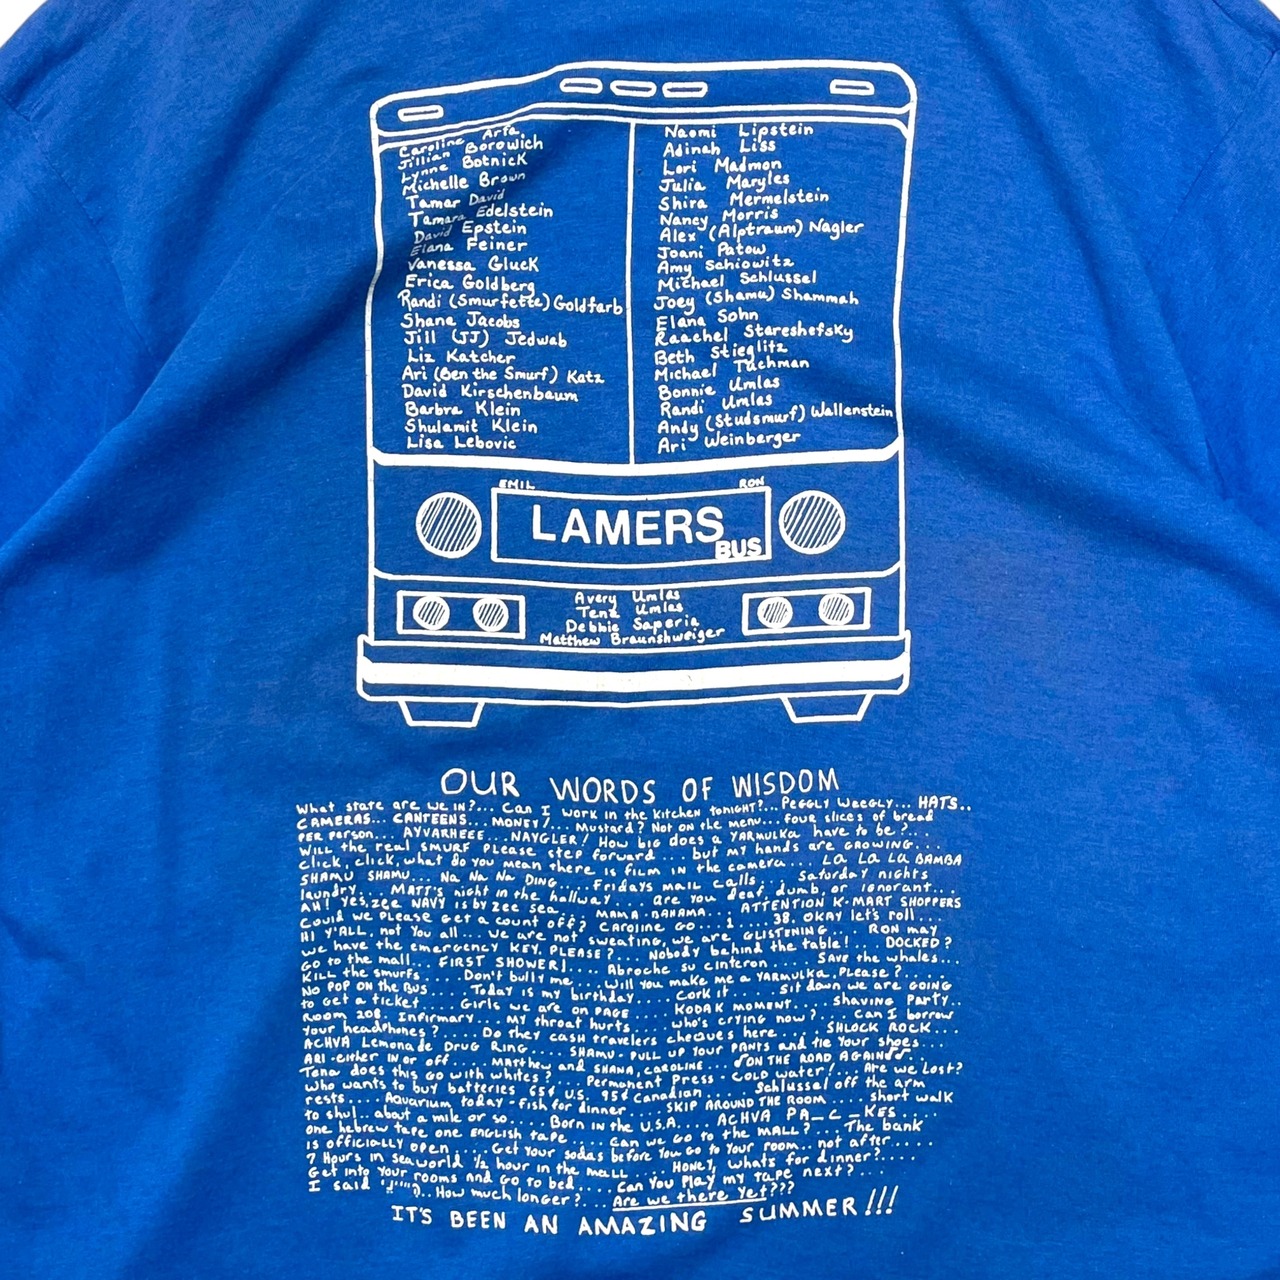 Caroline Arfa
Jillian Borowich
Lynne Botnick
Michelle Brown
Tamar David
Tamara Edelstein
David Epstein
Elana Feiner
Vanessa Gluck
Erica Goldberg
Randi (Smurfette) Goldfarb
Shana Jacobs
Jill (JJ) Jedwab
Liz Katcher
Ari (Ben the Smurf) Katz
David Kirschenbaum
Barbra Klein
Shulamit Klein
Lisa Lebovic
Naomi Lipstein
Adinah Liss
Lori Madmon
Julia Maryles
Shira Mermelstein
Nancy Morris
Alex (Alptraum) Nagler
Joani Patow
Amy Schiowitz
Michael Schlussel
Joey (Shamu) Shammah
Elana Sohn
Raachel Stareshefsky
Beth Stieglitz
Michael Tuchman
Bonnie Umlas
Randi Umlas
Andy (Studsmurf) Wallenstein
Ari Weinberger
EMIL RON
LAMERS
BUS
Avery Umlas
Tena Umlas
Debbie Saperia
Matthew Braunshweiger
OUR WORDS OF WISDOM
What state are we in?... Can I work in the kitchen tonight?... Peggly Weegly... HATS..
CAMERAS... CANTEENS... MONEY!... Mustard? Not on the menu... four slices of bread
per person... AYVARHEEE... NAYGLER! How big does a YARMULKA have to be?...
Will the real SMURF please step forward... but my hands are GROWING...
Click, click, what do you mean there is film in the camera.... LA LA LA BAMBA
SHAMU SHAMU... Na Na Na DING.... Fridays mail calls.... Saturday nights
laundry.... MATT's night in the hallway.... are you deaf, dumb, or ignorant...
AH! Yes, zee NAVY is by zee sea.... MAMA-BAHAMA... ATTENTION K-MART SHOPPERS
Could we please get a count off? Caroline GO... 1.... 38. OKAY let's roll....
Hi Y'ALL, not You all... we are not sweating, we are GLISTENING.... RON may
we have the emergency KEY, PLEASE?... Nobody behind the table!... DOCKED?
Go to the mall... FIRST SHOWER!.... Abroche su cinteron.... Save the whales...
KILL the smurfs.... Don't bully me... Will you make me a YARMULKA, Please?....
NO POP ON the BUS.... Today is my birthday.... Cork it.... Sit down we are GOING
to get a ticket.... Girls we are on PAGE.... KODAK MOMENT.... Shaving Party..
Room 208. Infirmary... My throat hurts.... who's crying now?... Can I borrow
Your headphones?.... Do they cash travelers cheques here.... SHLOCK ROCK...
ACHVA Lemonade DRUG RING.... SHAMU- PULL UP YOUR PANTS and tie Your shoes...
ARI-either in or off... Matthew and SHANA, CAROLINE... ON THE ROAD AGAIN...
Tena does this GO with whites?.... Permanent Press- COLD water!... Are we Lost?
Who wants to buy batteries 65¢ U.S. 95¢ Canadian.... Schlussel off the arm
rests.... Aquarium today-fish for dinner.... SKIP AROUND THE ROOM.... short walk
to shul.. about a mile or so.... Born in the U.S.A.... ACHVA PA_C_KES....
one hebrew tape one ENGLISH tape.... Can we GO to the MALL?.... The bank
is officially open.... Get your sodas before You GO to Your room.. not after.....
7 Hours in seaworld ½ hour in the mall.... HONEY, whats for dinner?....
Get into Your rooms and GO to bed.... Can You play my tape next?...
I said "J"... How much longer?... Are we there Yet???
IT'S BEEN AN AMAZING SUMMER!!!